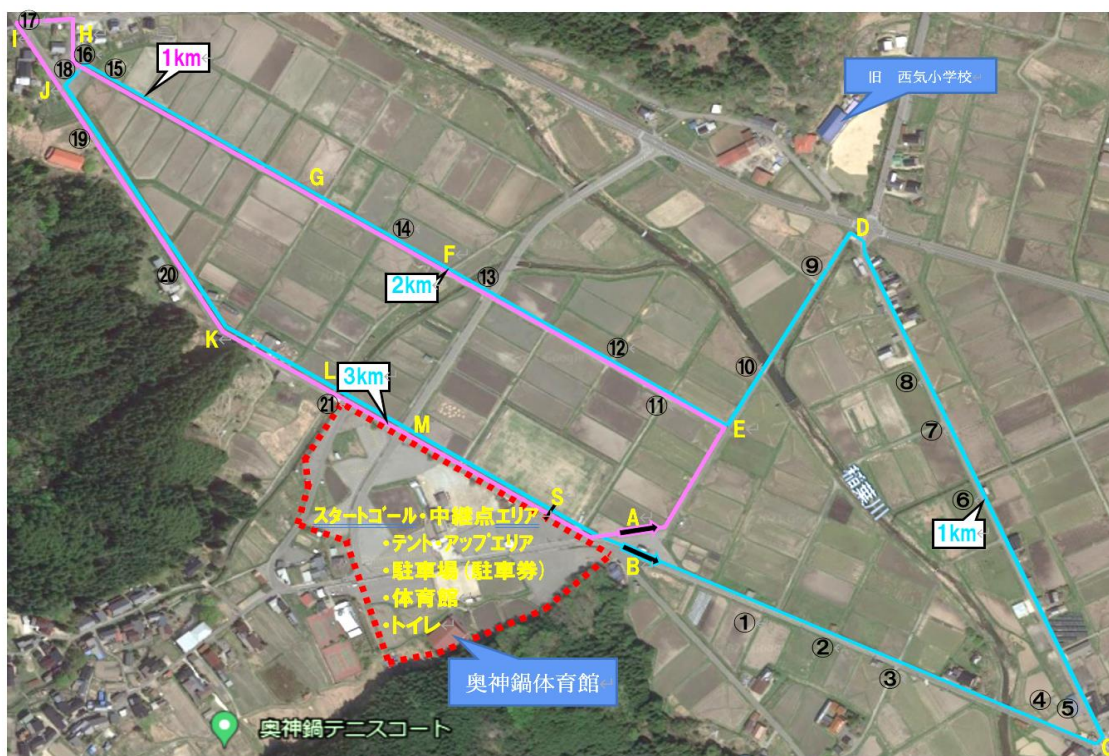 ⑰
I
H
⑯
⑮
1km
⑱
J
⑲
旧 西気小学校
G
⑭
F
⑬
2km
⑳
K
⑫
⑪
E
D
⑨
⑩
⑧
⑦
⑥
1km
稲葉川
L
3km
㉑
M
S
A
B
スタートゴール・中継点エリア
・テント・アップエリア
・駐車場(駐車券)
・体育館
・トイレ
①
②
③
④
⑤
C
奥神鍋体育館
奥神鍋テニスコート